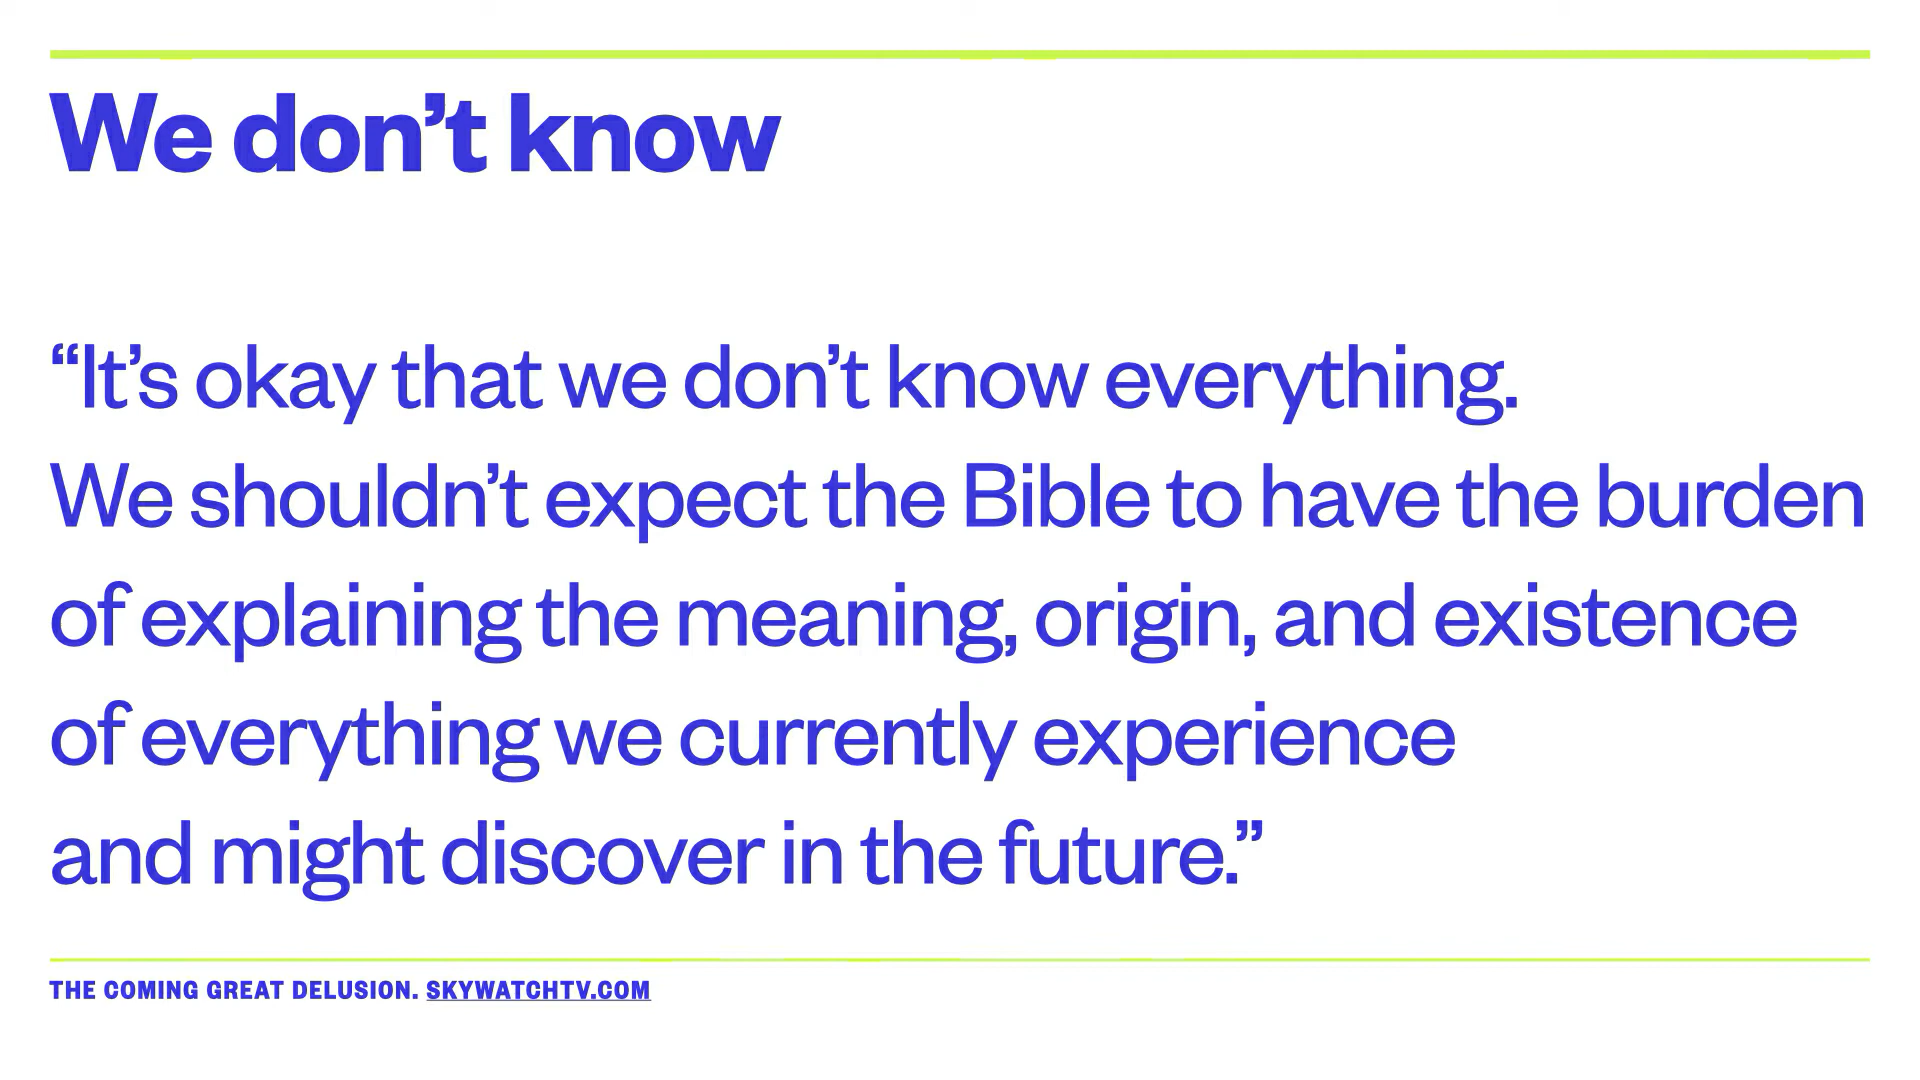 We don’t know
“It’s okay that we don’t know everything.
We shouldn’t expect the Bible to have the burden
of explaining the meaning, origin, and existence
of everything we currently experience
and might discover in the future.”
THE COMING GREAT DELUSION. SKYWATCHTV.COM